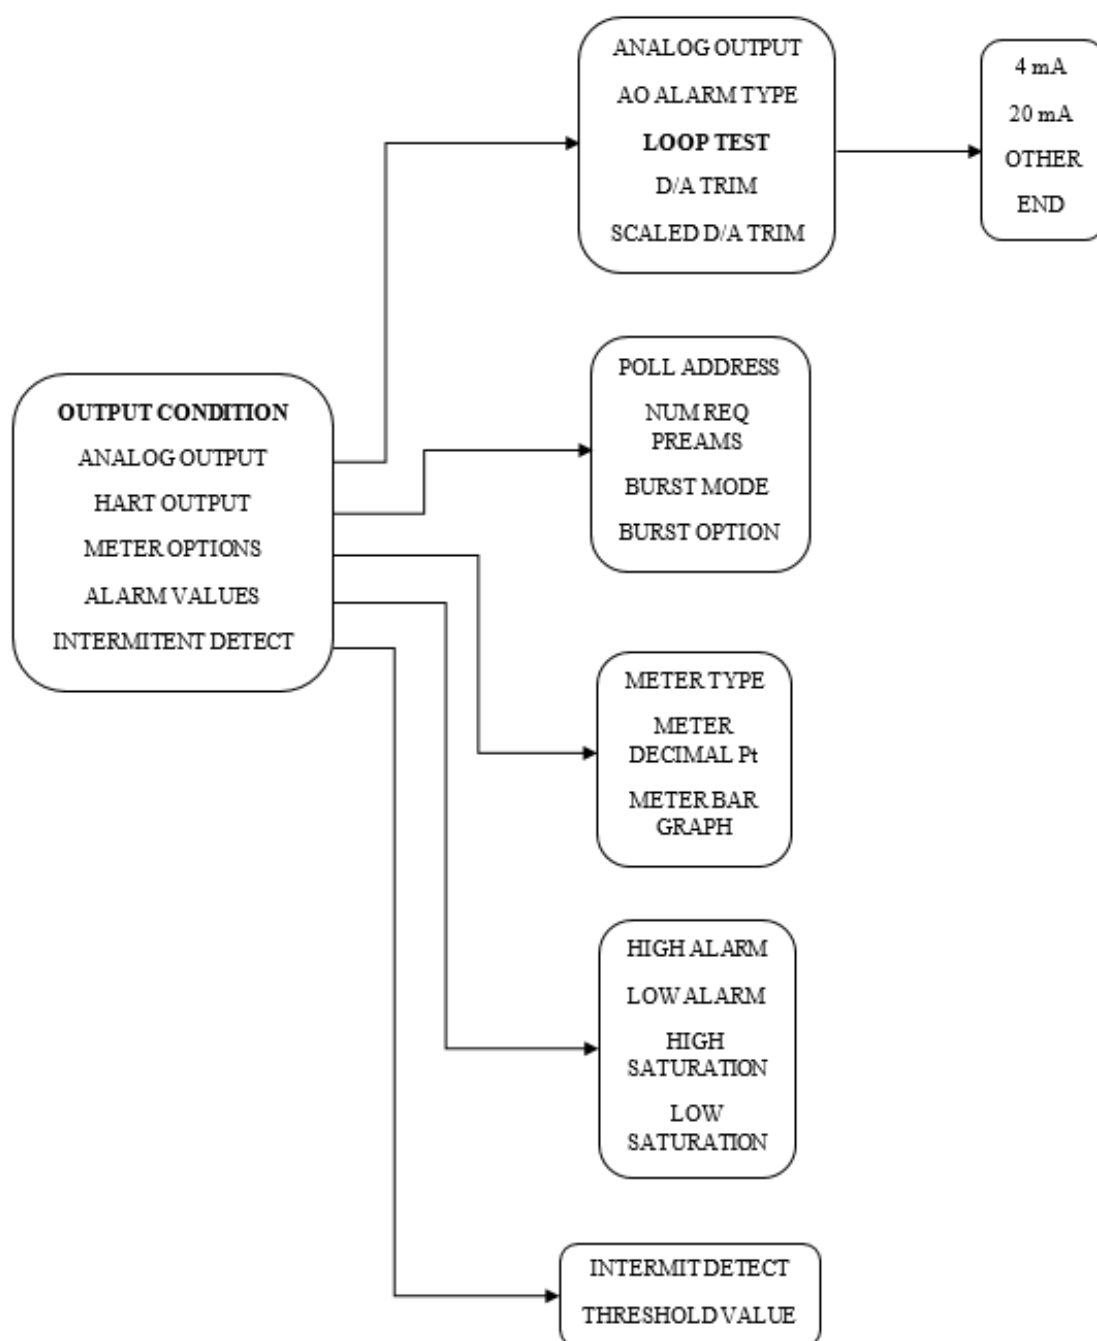 OUTPUT CONDITION
ANALOG OUTPUT
HART OUTPUT
METER OPTIONS
ALARM VALUES
INTERMITENT DETECT
ANALOG OUTPUT
AO ALARM TYPE
LOOP TEST
D/A TRIM
SCALED D/A TRIM
4 mA
20 mA
OTHER
END
POLL ADDRESS
NUM REQ
PREAMS
BURST MODE
BURST OPTION
METER TYPE
METER
DECIMAL Pt
METER BAR
GRAPH
HIGH ALARM
LOW ALARM
HIGH
SATURATION
LOW
SATURATION
INTERMIT DETECT
THRESHOLD VALUE